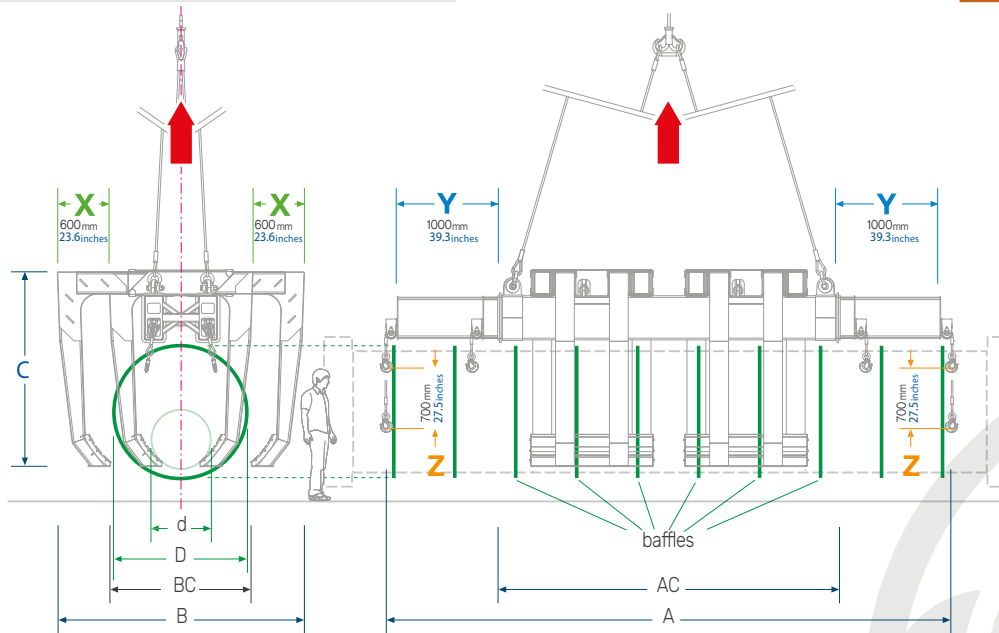 X
600mm
23.6inches
X
600mm
23.6inches
Y
1000mm
39.3inches
Y
1000mm
39.3inches
C
700mm
27.5inches
Z
700mm
27.5inches
Z
d
D
BC
B
baffles
AC
A